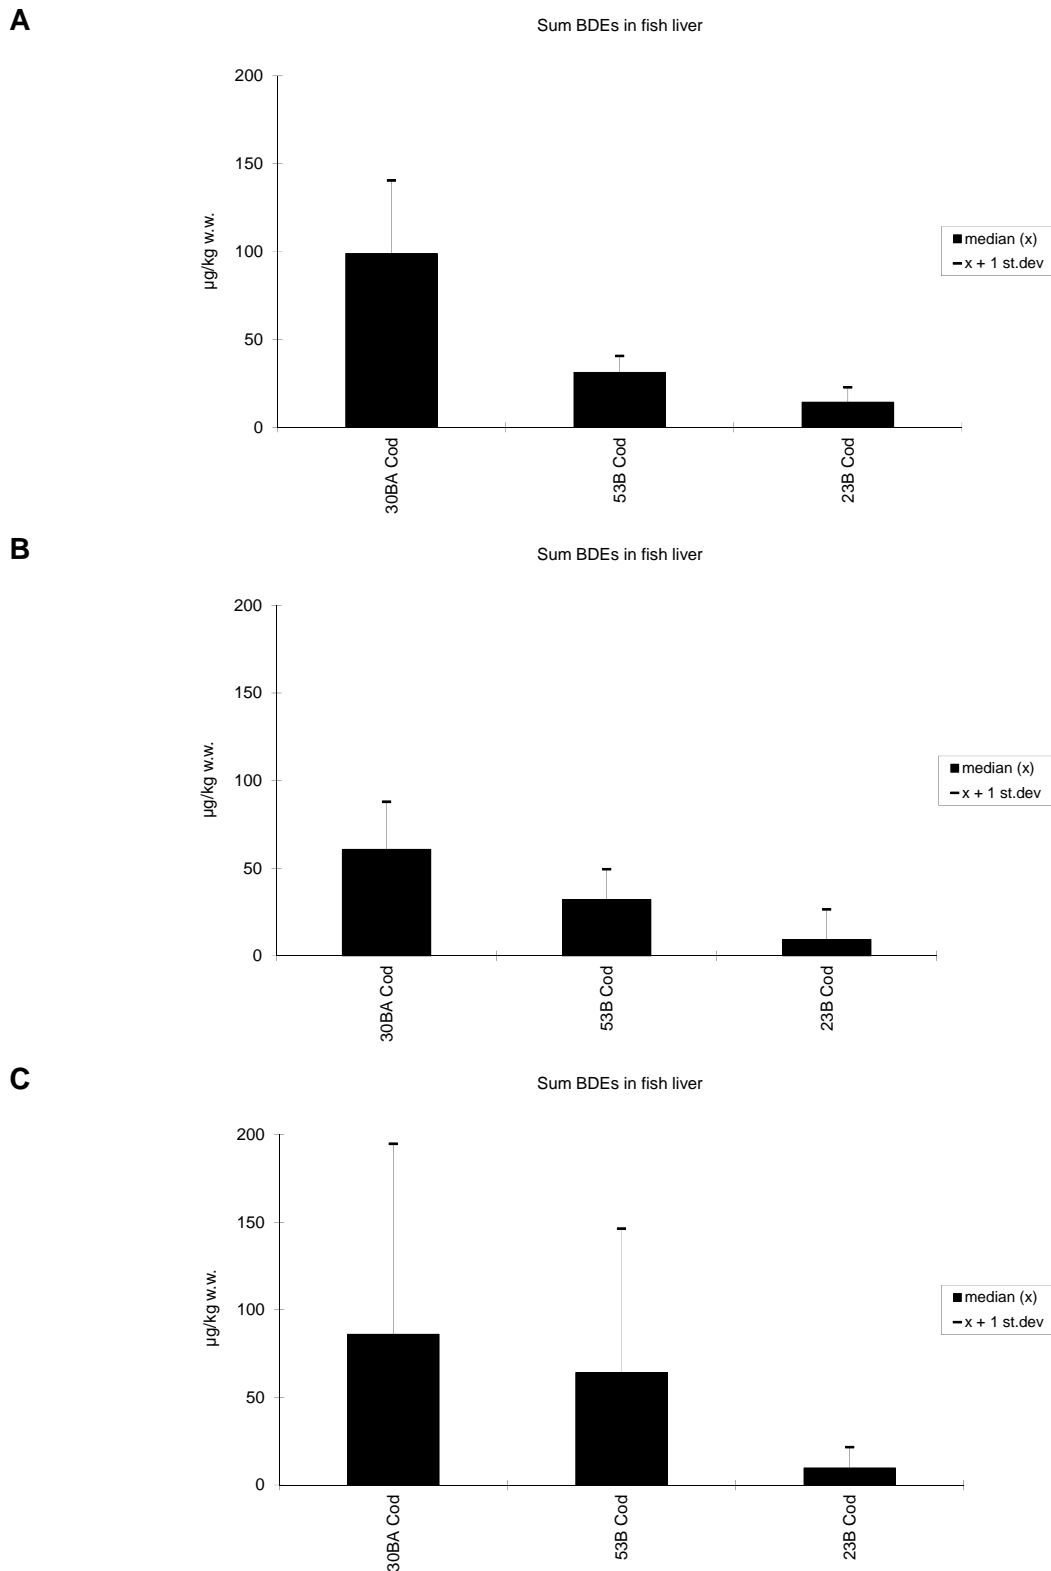 A
Sum BDEs in fish liver
200
150
100
50
0
µg/kg w.w.
median (x)
x + 1 st.dev
30BA Cod
53B Cod
23B Cod
B
Sum BDEs in fish liver
200
150
100
50
0
µg/kg w.w.
median (x)
x + 1 st.dev
30BA Cod
53B Cod
23B Cod
C
Sum BDEs in fish liver
200
150
100
50
0
µg/kg w.w.
median (x)
x + 1 st.dev
30BA Cod
53B Cod
23B Cod